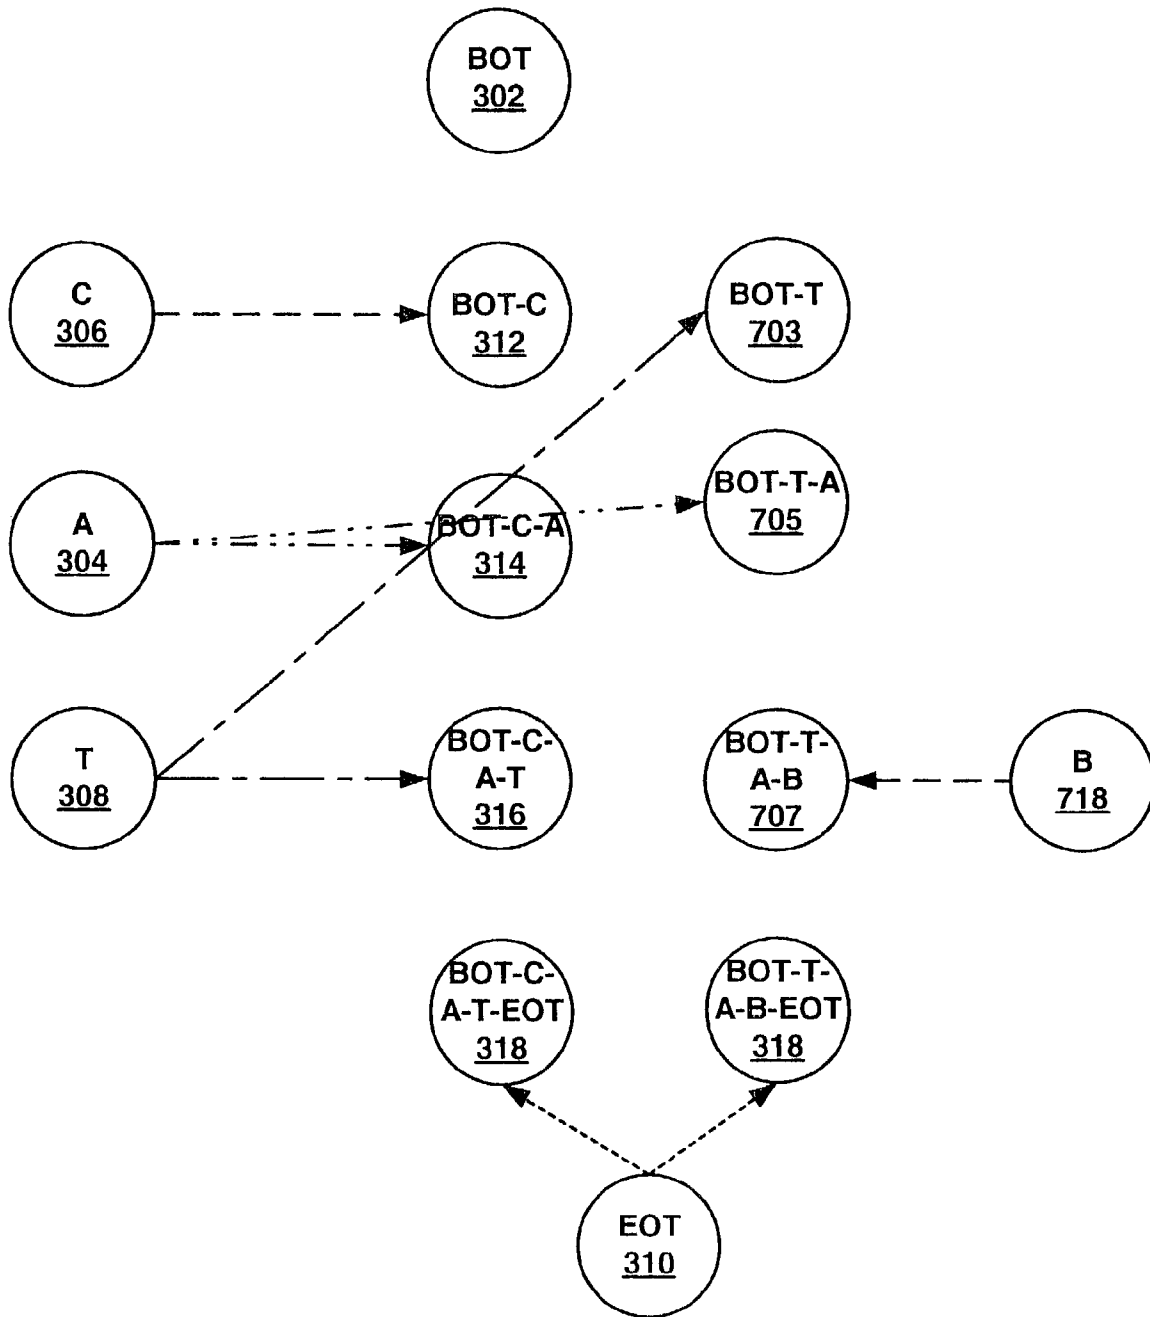 BOT
302
C
306
BOT-C
312
BOT-T
703
A
304
BOT-C-A
314
BOT-T-A
705
T
308
BOT-C-
A-T
316
BOT-T-
A-B
707
B
718
BOT-C-
A-T-EOT
318
BOT-T-
A-B-EOT
318
EOT
310